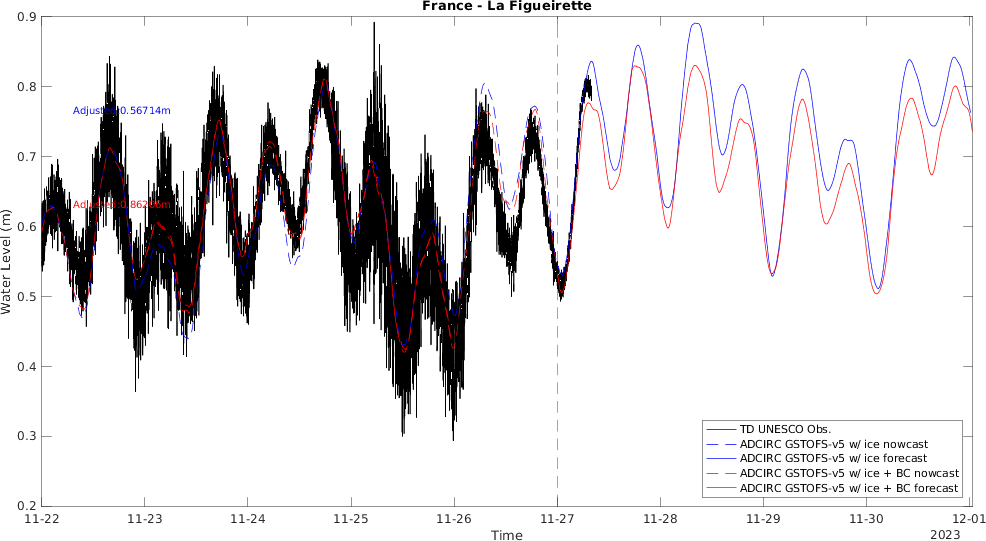 France - La Figueirette
0.9
0.8
0.7
0.6
0.5
0.4
0.3
0.2
Water Level (m)
Adjusted:0.56714m
TD UNESCO Obs.
ADCIRC GSTOFS-v5 w/ ice nowcast
ADCIRC GSTOFS-v5 w/ ice forecast
ADCIRC GSTOFS-v5 w/ ice + BC nowcast
ADCIRC GSTOFS-v5 w/ ice + BC forecast
11-22 11-23 11-24 11-25 11-26 11-27 11-28 11-29 11-30 12-01
Time
2023